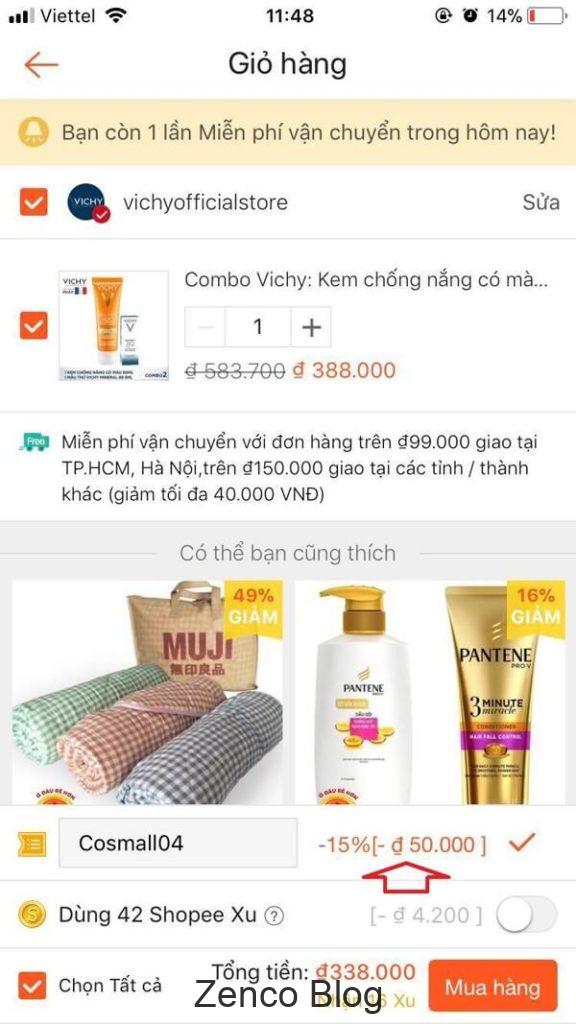 Viettel 11:48 14%
Giỏ hàng
Bạn còn 1 lần Miễn phí vận chuyển trong hôm nay!
VICHY vichyofficialstore Sửa
VICHY
VICHY
Combo Vichy: Kem chống nắng có mà...
1
₫ 583.700 ₫ 388.000
COMBO 2
Free
Miễn phí vận chuyển với đơn hàng trên ₫99.000 giao tại
TP.HCM, Hà Nội,trên ₫150.000 giao tại các tỉnh / thành
khác (giảm tối đa 40.000 VNĐ)
Có thể bạn cũng thích
49%
GIẢM
MUJI
無印良品
16%
GIẢM
PANTENE
PANTENE
PRO-V
3 MINUTE
miracle
CONDITIONER
HAIR FALL CONTROL
Cosmall04 -15%[- ₫ 50.000 ]
Dùng 42 Shopee Xu ? [- ₫ 4.200 ]
Chọn Tất cả
Tổng tiền: ₫338.000
Mua hàng
Zenco Blog